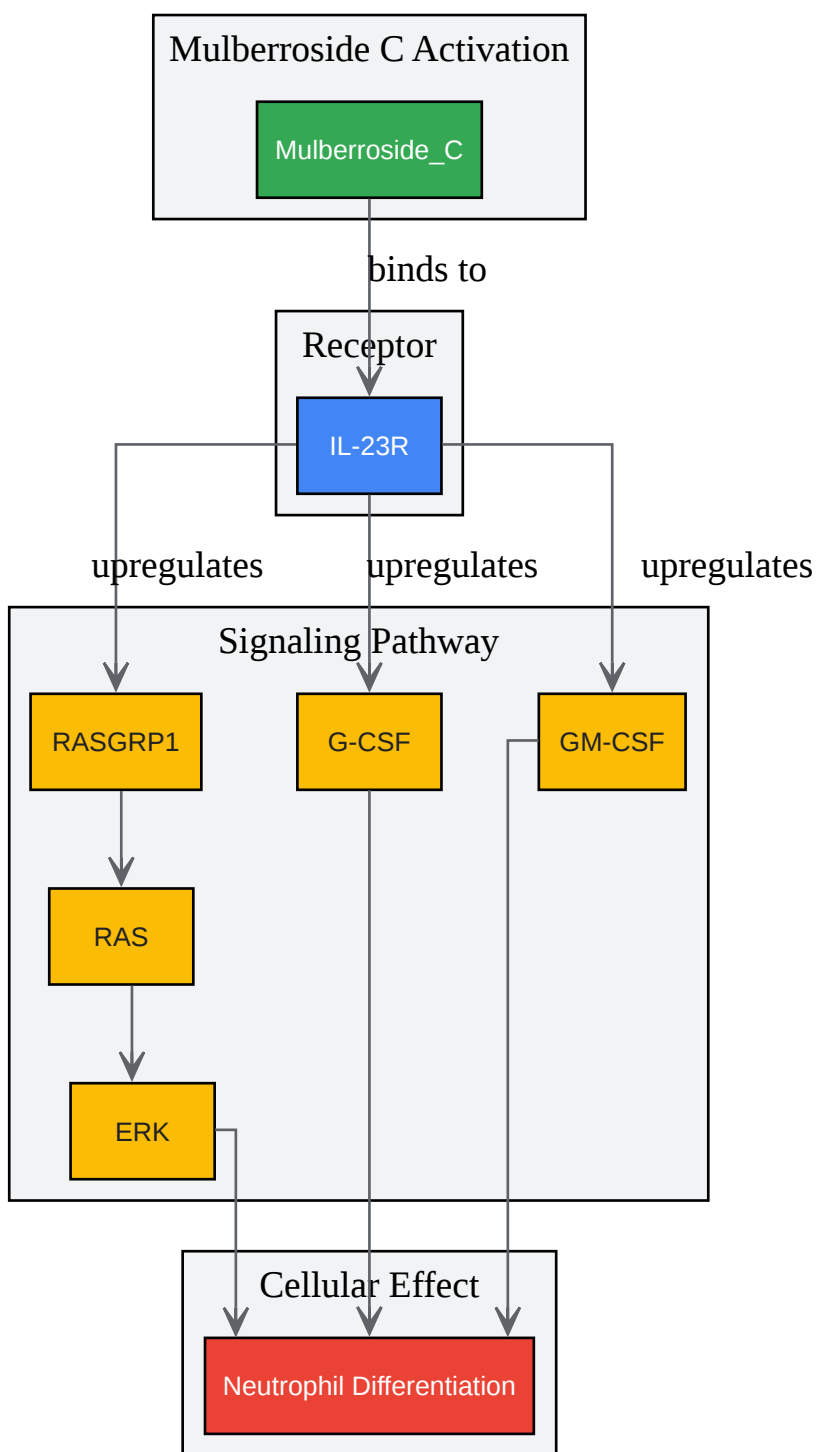 Mulberroside C Activation
Mulberroside_C
binds to
Receptor
IL-23R
upregulates
upregulates
upregulates
Signaling Pathway
RASGRP1
G-CSF
GM-CSF
RAS
ERK
Cellular Effect
Neutrophil Differentiation